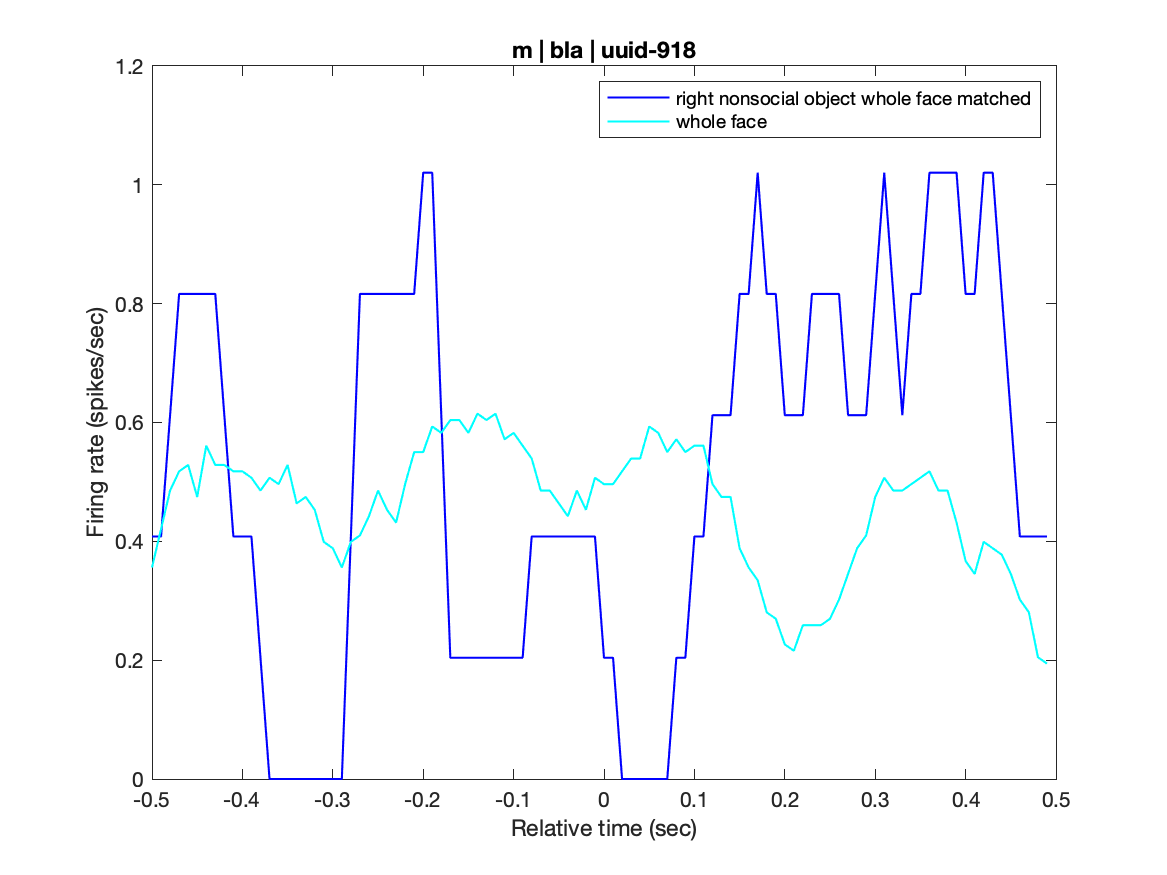 m | bla | uuid-918
right nonsocial object whole face matched
whole face
1.2
1
0.8
0.6
0.4
0.2
0
Firing rate (spikes/sec)
-0.5 -0.4 -0.3 -0.2 -0.1 0 0.1 0.2 0.3 0.4 0.5
Relative time (sec)